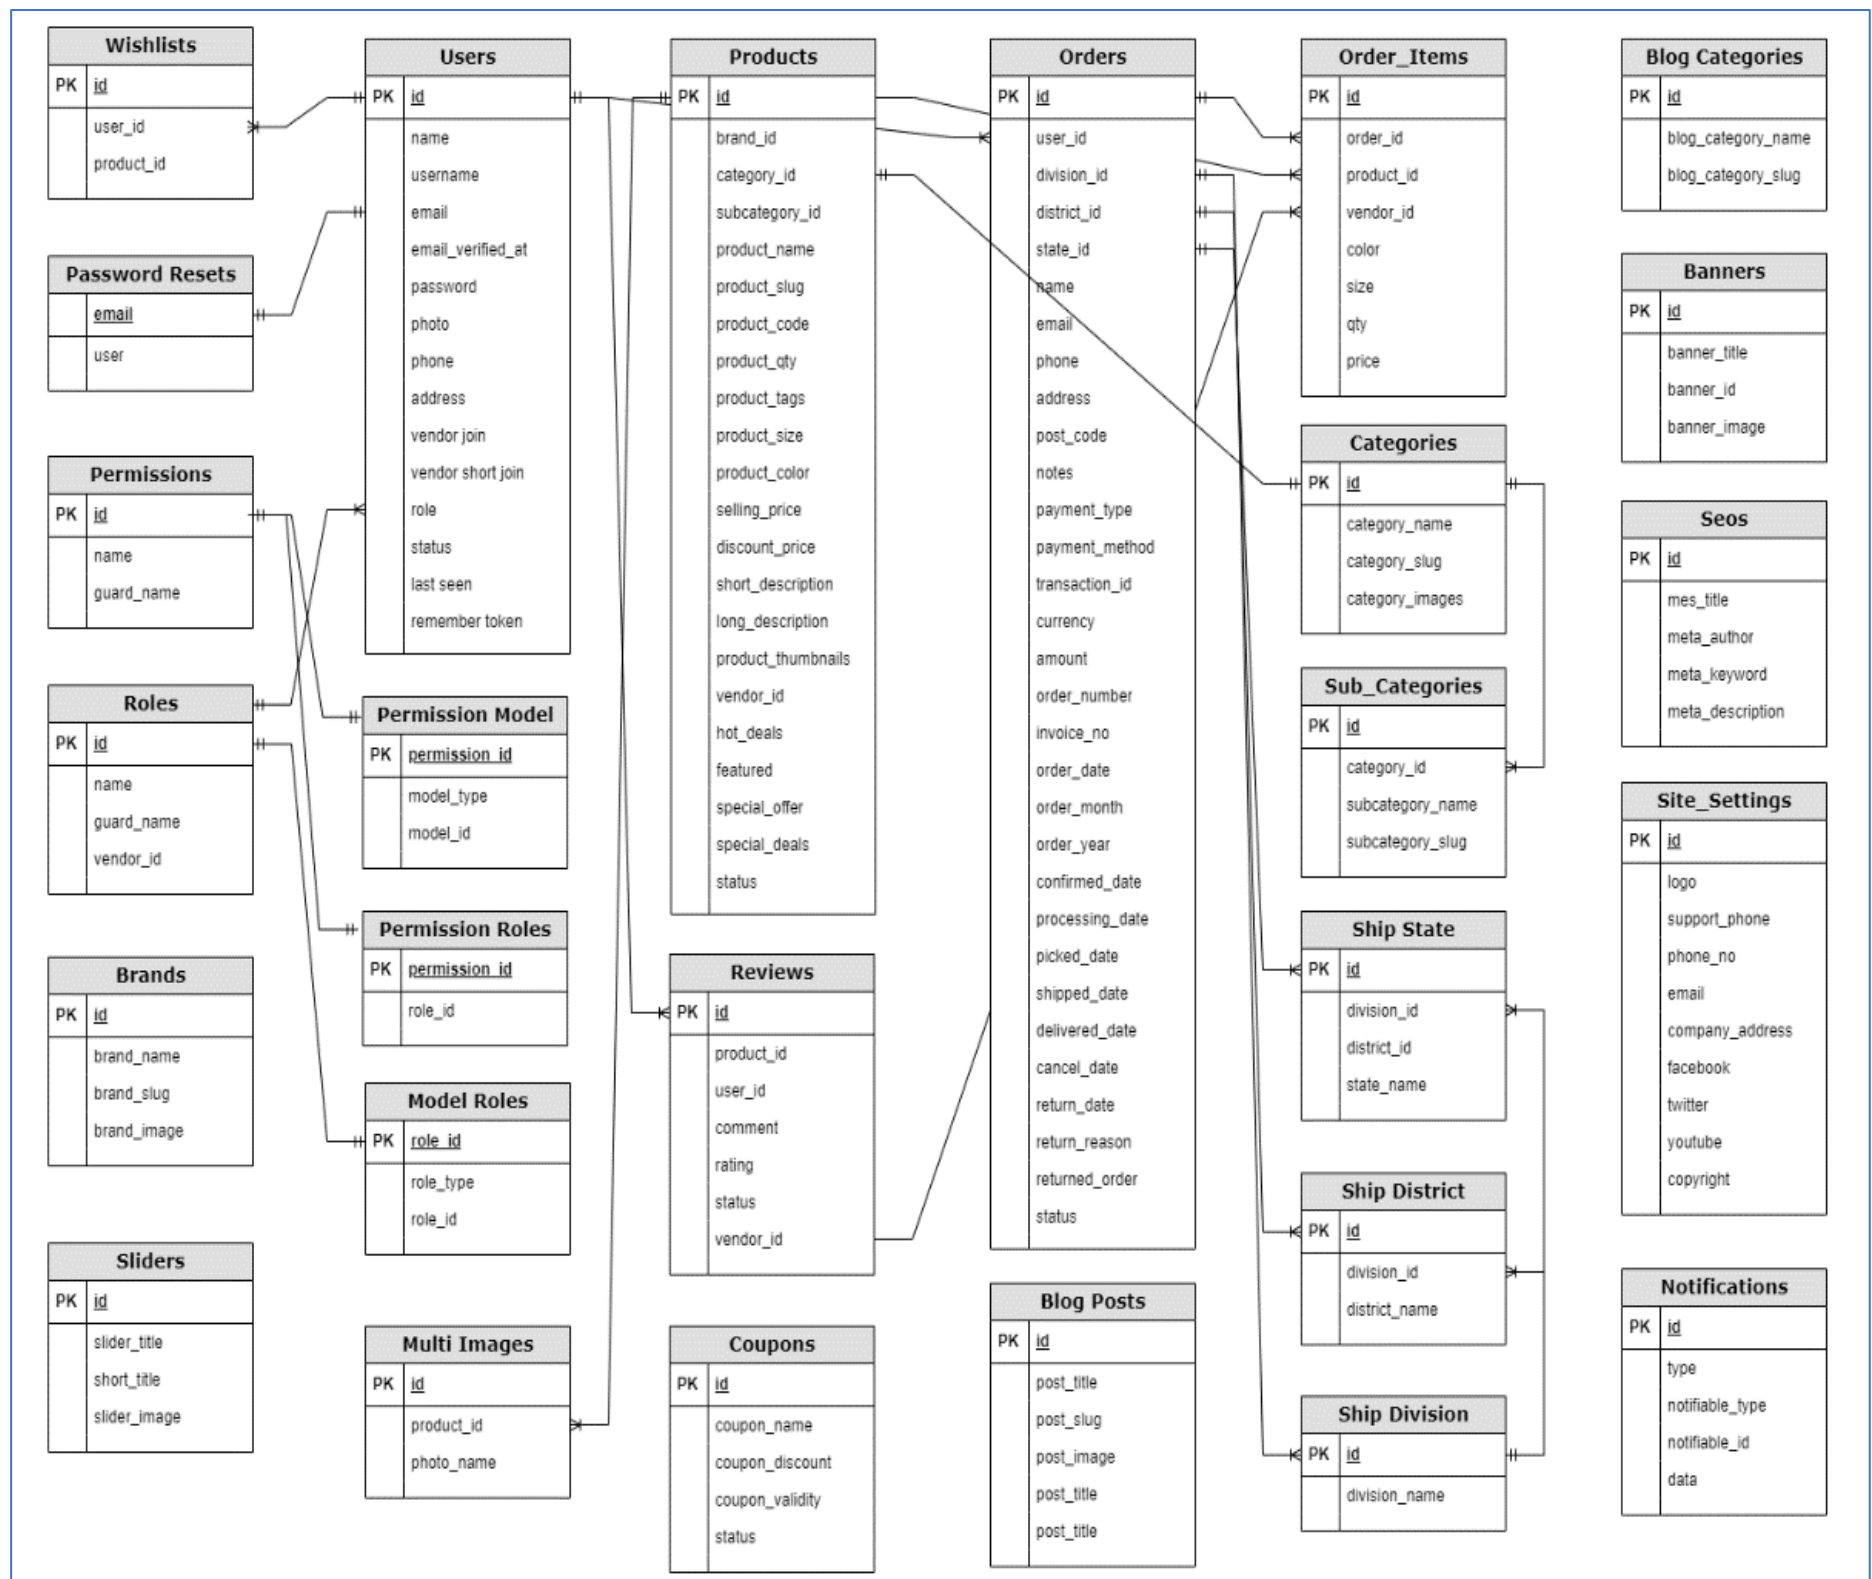 Wishlists
PK id
user_id
product_id
Password Resets
email
user
Permissions
PK id
name
guard_name
Roles
PK id
name
guard_name
vendor_id
Brands
PK id
brand_name
brand_slug
brand_image
Sliders
PK id
slider_title
short_title
slider_image
Users
PK id
name
username
email
email_verified_at
password
photo
phone
address
vendor join
vendor short join
role
status
last seen
remember token
Permission Model
PK permission_id
model_type
model_id
Permission Roles
PK permission_id
role_id
Model Roles
PK role_id
role_type
role_id
Multi Images
PK id
product_id
photo_name
Products
PK id
brand_id
category_id
subcategory_id
product_name
product_slug
product_code
product_qty
product_tags
product_size
product_color
selling_price
discount_price
short_description
long_description
product_thumbnails
vendor_id
hot_deals
featured
special_offer
special_deals
status
Reviews
PK id
product_id
user_id
comment
rating
status
vendor_id
Coupons
PK id
coupon_name
coupon_discount
coupon_validity
status
Orders
PK id
user_id
division_id
district_id
state_id
name
email
phone
address
post_code
notes
payment_type
payment_method
transaction_id
currency
amount
order_number
invoice_no
order_date
order_month
order_year
confirmed_date
processing_date
picked_date
shipped_date
delivered_date
cancel_date
return_date
return_reason
returned_order
status
Blog Posts
PK id
post_title
post_slug
post_image
post_title
post_title
Order_Items
PK id
order_id
product_id
vendor_id
color
size
qty
price
Categories
PK id
category_name
category_slug
category_images
Sub_Categories
PK id
category_id
subcategory_name
subcategory_slug
Ship State
PK id
division_id
district_id
state_name
Ship District
PK id
division_id
district_name
Ship Division
PK id
division_name
Blog Categories
PK id
blog_category_name
blog_category_slug
Banners
PK id
banner_title
banner_id
banner_image
Seos
PK id
mes_title
meta_author
meta_keyword
meta_description
Site_Settings
PK id
logo
support_phone
phone_no
email
company_address
facebook
twitter
youtube
copyright
Notifications
PK id
type
notifiable_type
notifiable_id
data